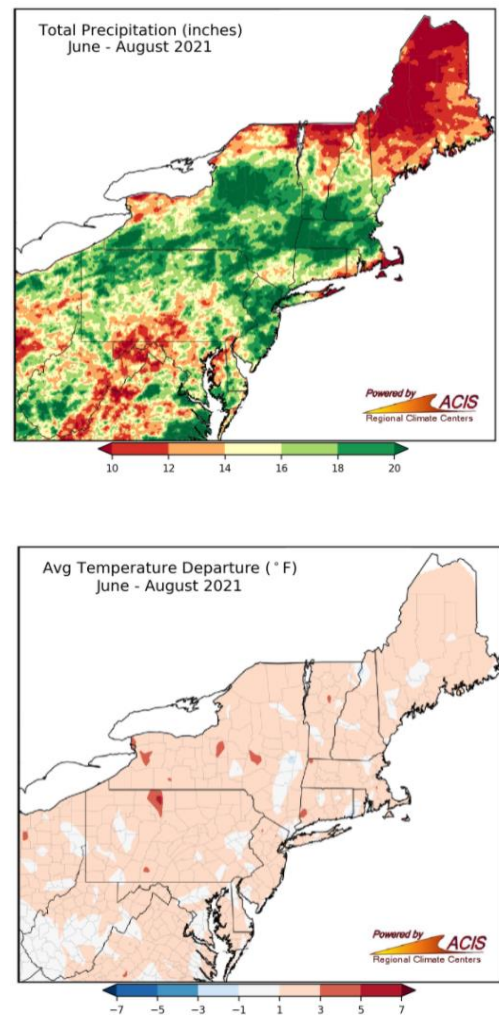 Total Precipitation (inches)
June - August 2021
Powered by
ACIS
Regional Climate Centers
10 12 14 16 18 20
Avg Temperature Departure (°F)
June - August 2021
Powered by
ACIS
Regional Climate Centers
−7 −5 −3 −1 1 3 5 7